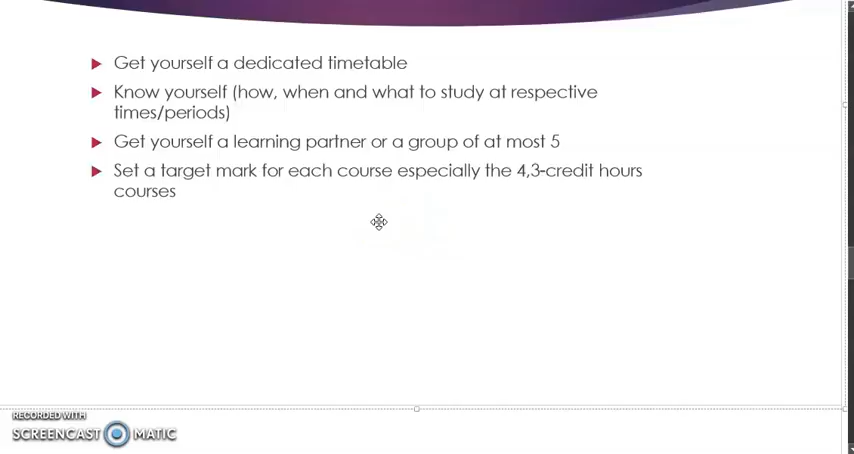 Get yourself a dedicated timetable
Know yourself (how, when and what to study at respective
times/periods)
Get yourself a learning partner or a group of at most 5
Set a target mark for each course especially the 4,3-credit hours
courses
RECORDED WITH
SCREENCAST MATIC